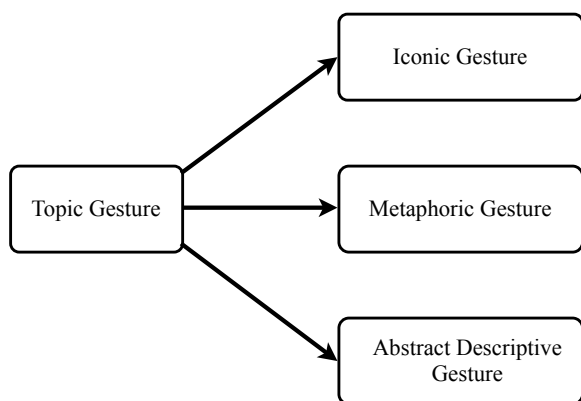 Iconic Gesture
Topic Gesture
Metaphoric Gesture
Abstract Descriptive
Gesture